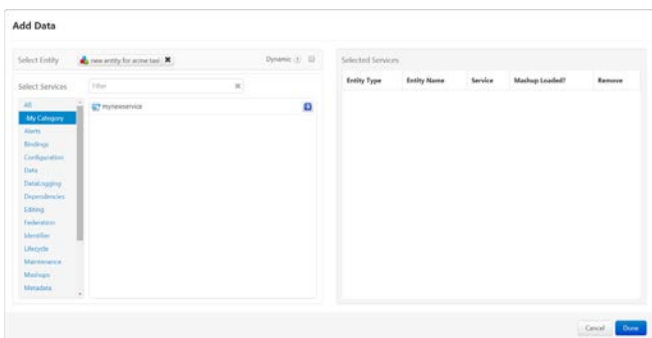 Add Data
Select Entity
new entity for acme taxi
Dynamic
Select Services
Filter
All
My Category
Alerts
Bindings
Configuration
Data
DataLogging
Dependencies
Editing
Federation
Identifier
Lifecycle
Maintenance
Mashups
Metadata
mynewservice
Selected Services
Entity Type Entity Name Service Mashup Loaded? Remove
Cancel Done